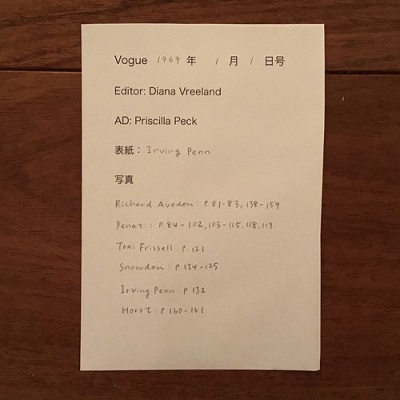 Vogue 1969 年 1 月 1 日号
Editor: Diana Vreeland
AD: Priscilla Peck
表紙： Irving Penn
写真
Richard Avedon : P.81-83, 138-159
Penati : P.84-102, 103-115, 118, 119
Toni Frissell : P.121
Snowdon : P 124-125
Irving Penn P.132
Horst : P 160-161